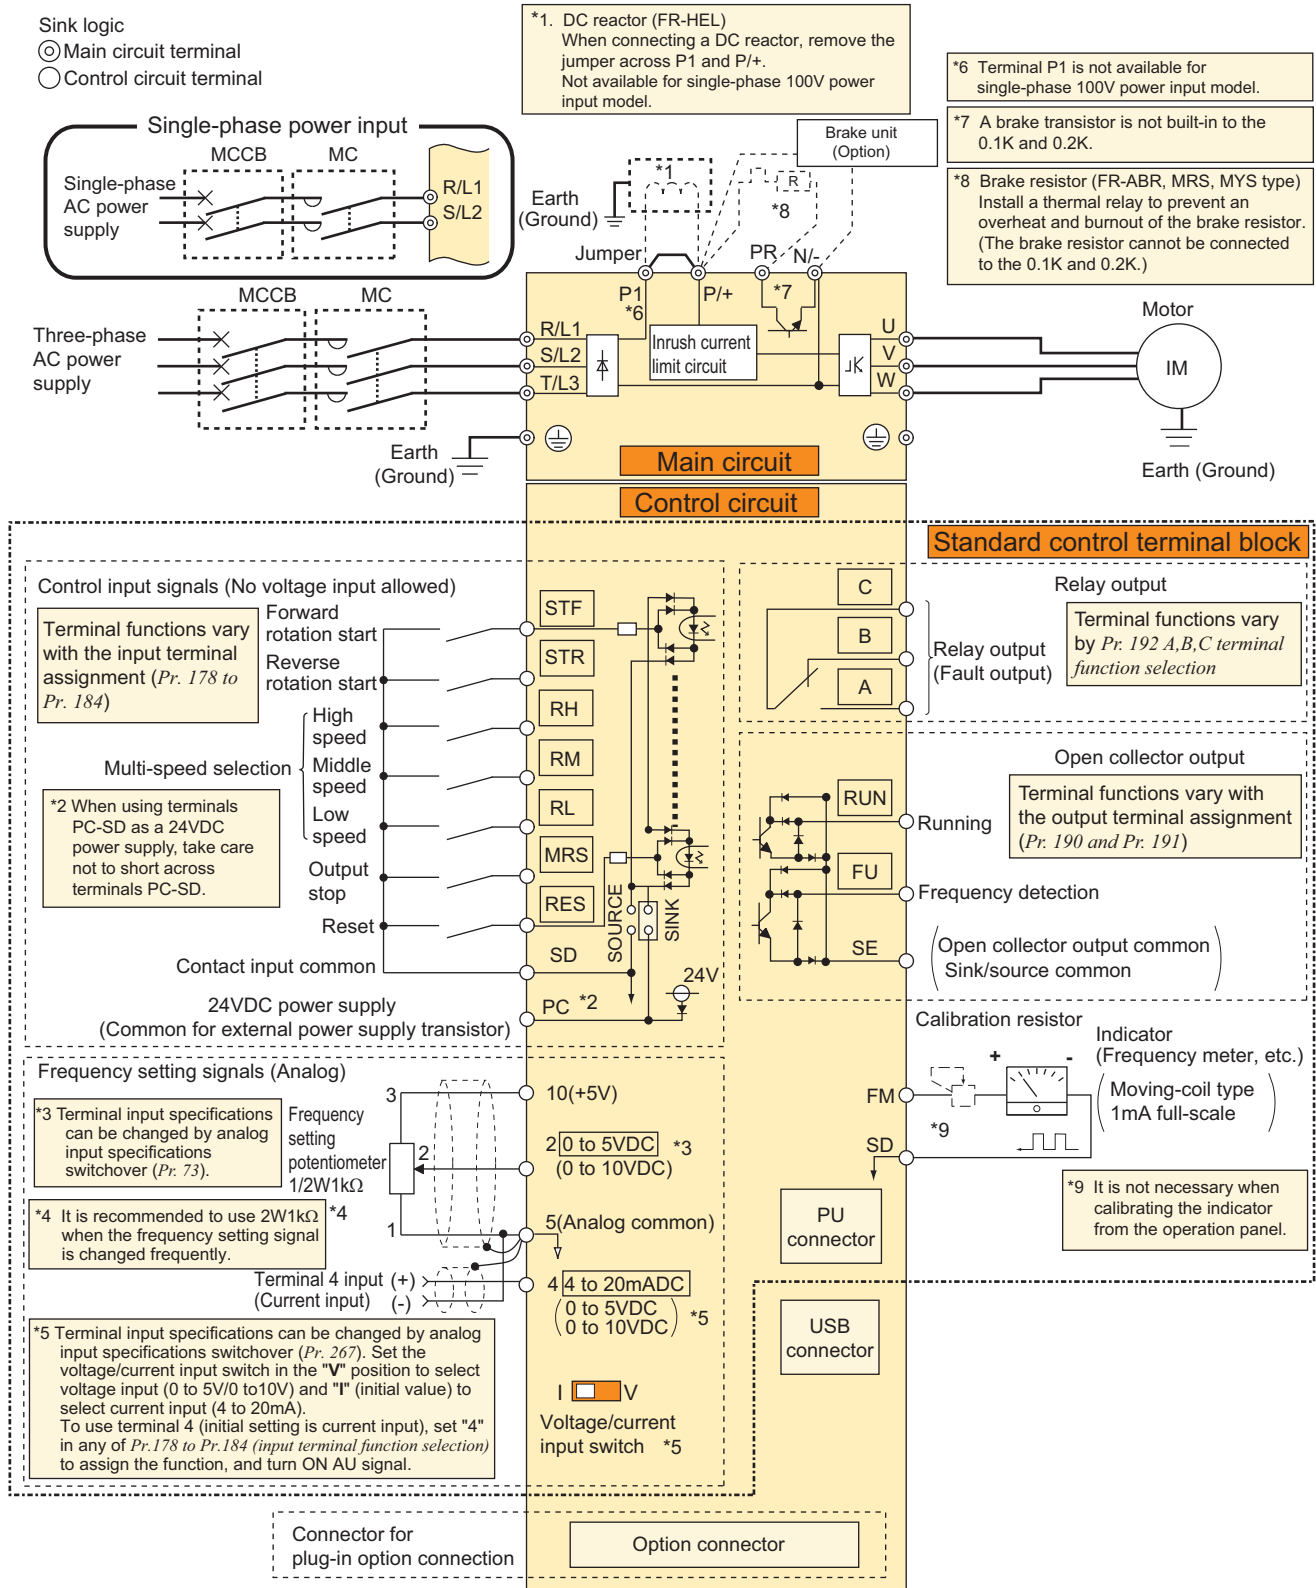 Sink logic
Main circuit terminal
Control circuit terminal
*1. DC reactor (FR-HEL)
When connecting a DC reactor, remove the
jumper across P1 and P/+.
Not available for single-phase 100V power
input model.
*6 Terminal P1 is not available for
single-phase 100V power input model.
*7 A brake transistor is not built-in to the
0.1K and 0.2K.
*8 Brake resistor (FR-ABR, MRS, MYS type)
Install a thermal relay to prevent an
overheat and burnout of the brake resistor.
(The brake resistor cannot be connected
to the 0.1K and 0.2K.)
Single-phase power input
MCCB MC
Single-phase
AC power
supply
R/L1
S/L2
Brake unit
(Option)
*1
R
*8
Earth
(Ground)
Jumper
PR N/-
P1
*6
P/+
*7
MCCB MC
Three-phase
AC power
supply
R/L1
S/L2
T/L3
Inrush current
limit circuit
U
V
W
Motor
IM
Earth
(Ground)
Earth (Ground)
Main circuit
Control circuit
Standard control terminal block
Control input signals (No voltage input allowed)
Terminal functions vary
with the input terminal
assignment (Pr. 178 to
Pr. 184)
Forward
rotation start
Reverse
rotation start
High
speed
Multi-speed selection
Middle
speed
Low
speed
*2 When using terminals
PC-SD as a 24VDC
power supply, take care
not to short across
terminals PC-SD.
Output
stop
Reset
Contact input common
24VDC power supply
(Common for external power supply transistor)
STF
STR
RH
RM
RL
MRS
RES
SD
PC *2
SOURCE
SINK
24V
C
B
A
Relay output
Relay output
(Fault output)
Terminal functions vary
by Pr. 192 A,B,C terminal
function selection
Open collector output
Terminal functions vary with
the output terminal assignment
(Pr. 190 and Pr. 191)
RUN
Running
FU
Frequency detection
SE
Open collector output common
Sink/source common
Frequency setting signals (Analog)
*3 Terminal input specifications
can be changed by analog
input specifications
switchover (Pr. 73).
Frequency
setting
potentiometer
1/2W1kΩ
*4
*4 It is recommended to use 2W1kΩ
when the frequency setting signal
is changed frequently.
3
2
1
10(+5V)
2 0 to 5VDC *3
(0 to 10VDC)
5(Analog common)
Terminal 4 input (+)
(Current input) (-)
4 4 to 20mADC
0 to 5VDC
0 to 10VDC
*5
*5 Terminal input specifications can be changed by analog
input specifications switchover (Pr. 267). Set the
voltage/current input switch in the "V" position to select
voltage input (0 to 5V/0 to10V) and "I" (initial value) to
select current input (4 to 20mA).
To use terminal 4 (initial setting is current input), set "4"
in any of Pr.178 to Pr.184 (input terminal function selection)
to assign the function, and turn ON AU signal.
I V
Voltage/current
input switch *5
Calibration resistor
Indicator
(Frequency meter, etc.)
+ -
Moving-coil type
1mA full-scale
FM
*9
SD
*9 It is not necessary when
calibrating the indicator
from the operation panel.
PU
connector
USB
connector
Connector for
plug-in option connection
Option connector